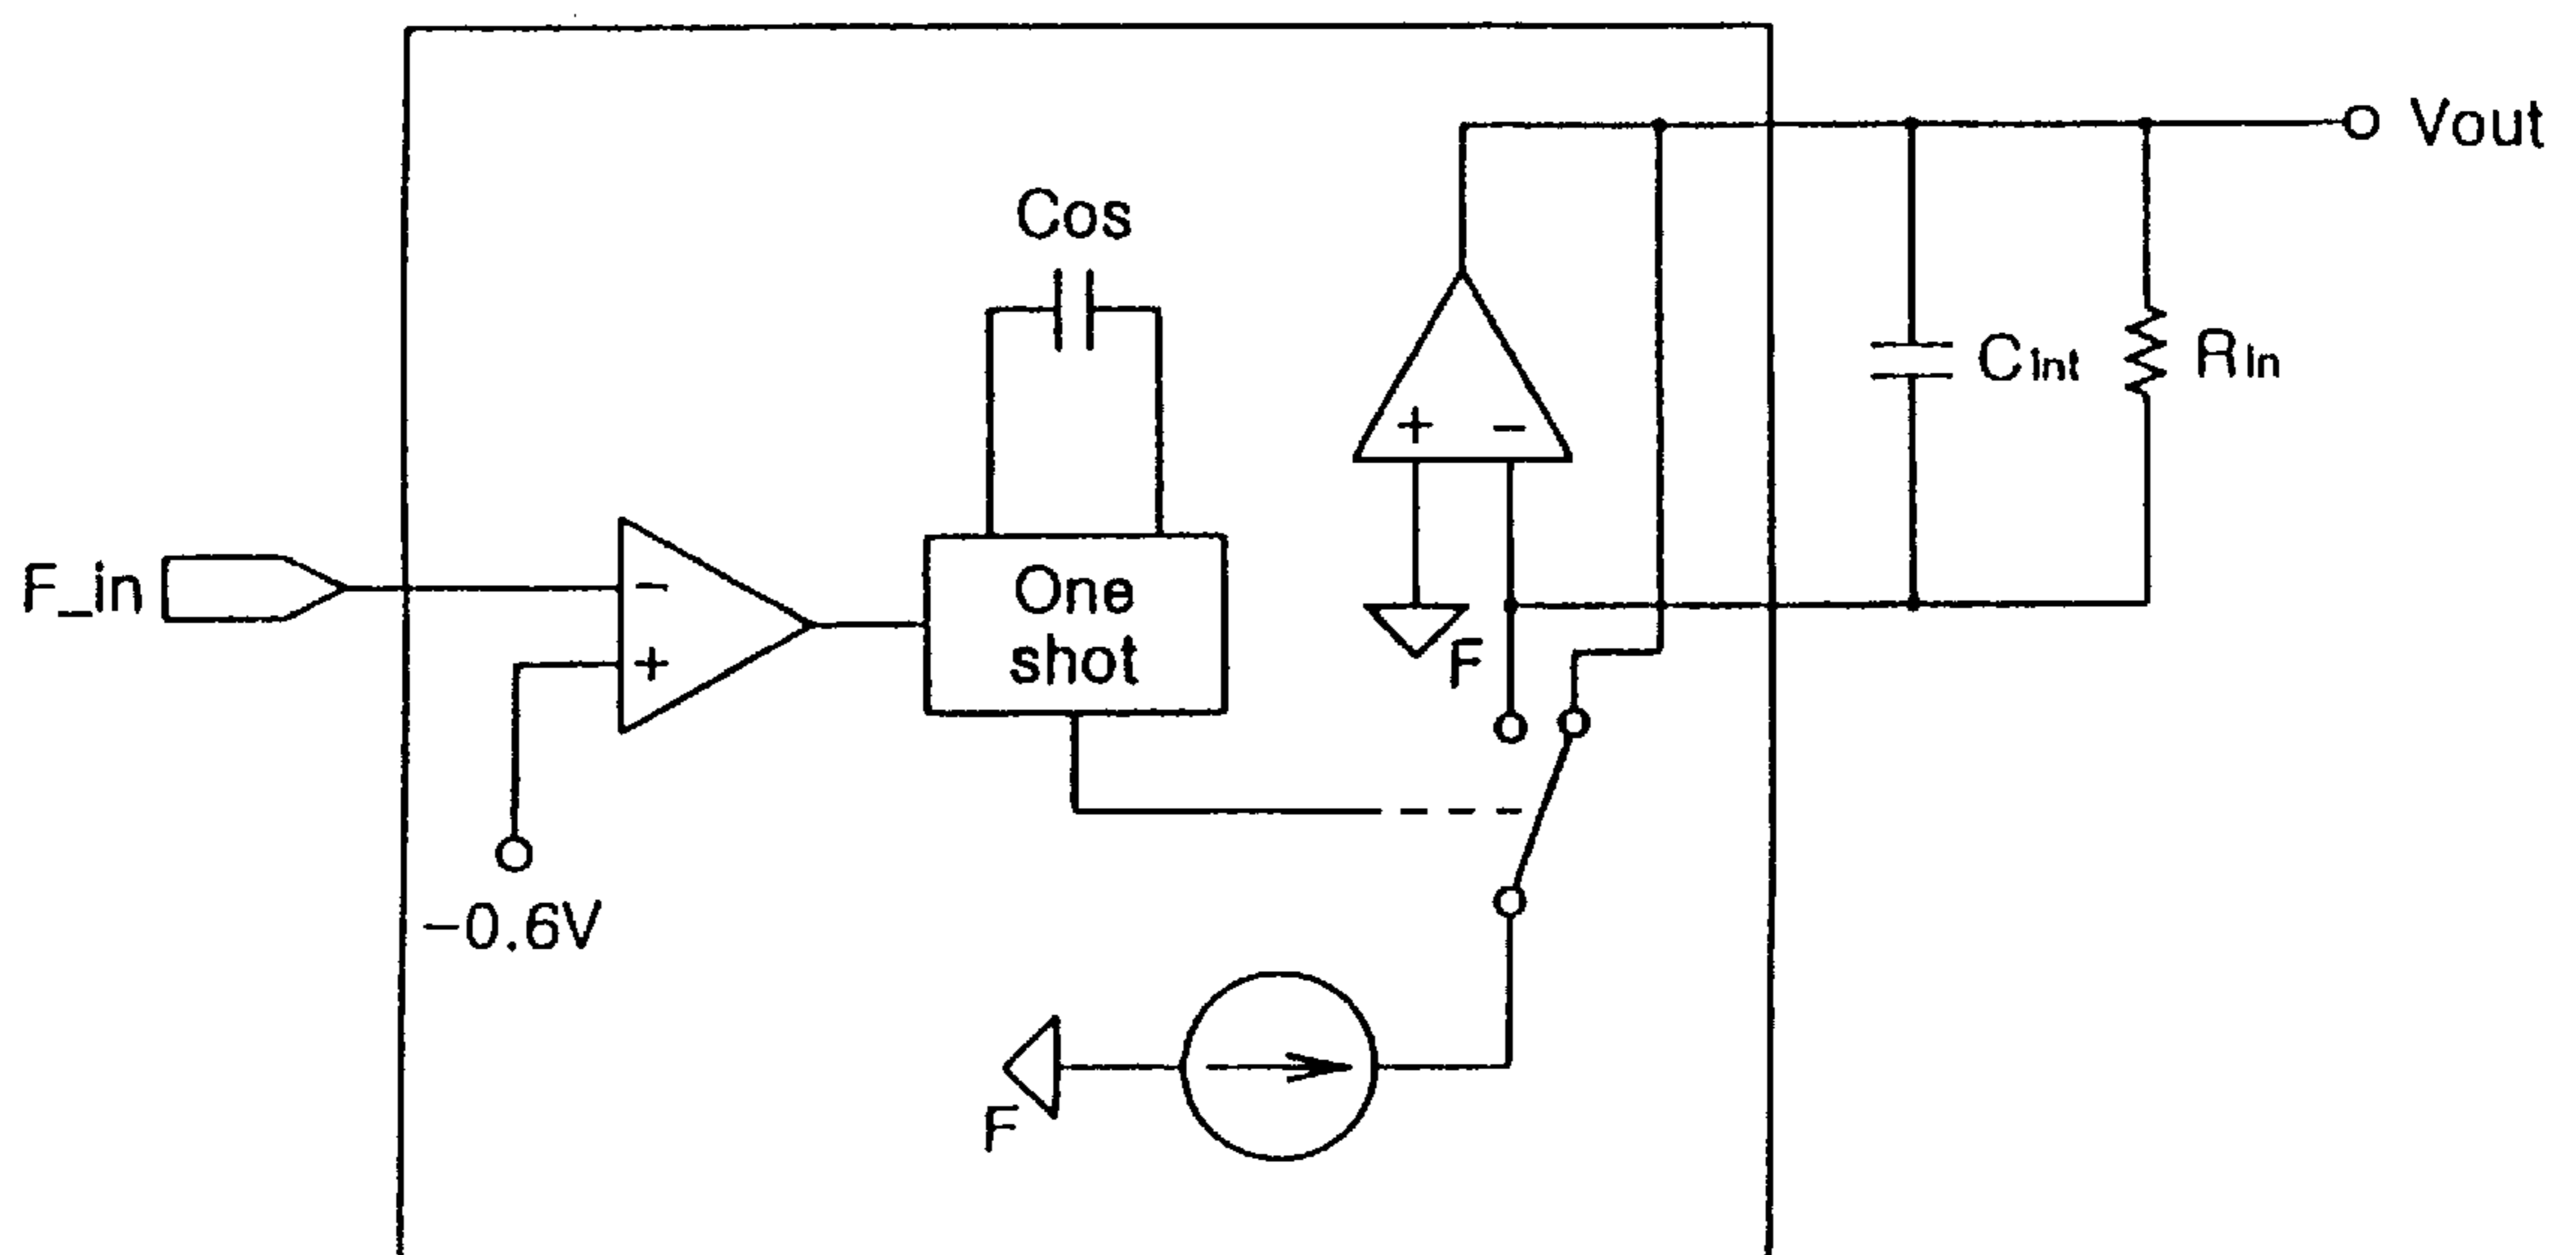 Vout
Cos
+ −
Cint
Rin
F_in
−
+
One
shot
F
−0.6V
F